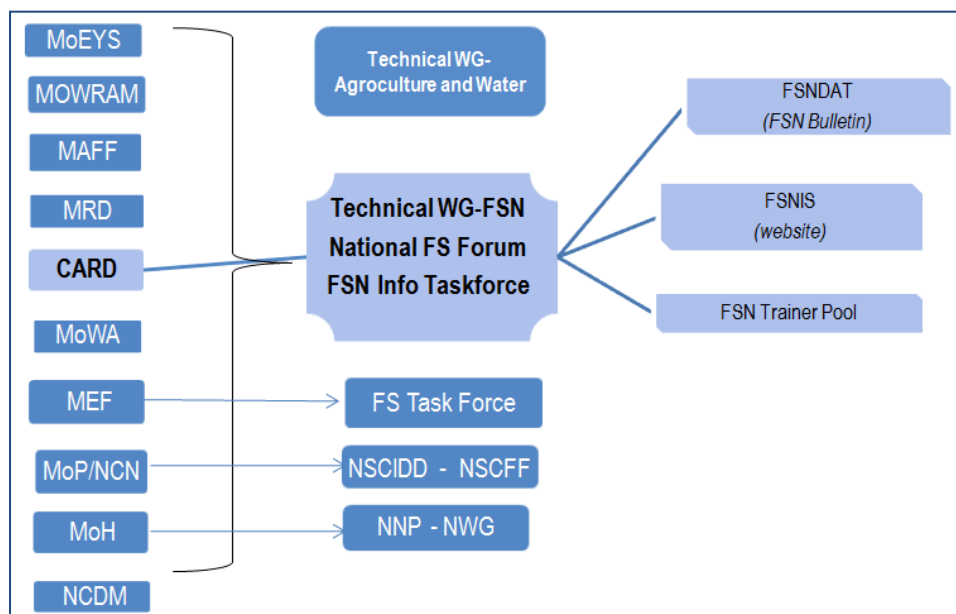 MoEYS
MOWRAM
MAFF
MRD
CARD
MoWA
MEF
MoP/NCN
MoH
NCDM
Technical WG-
Agroculture and Water
Technical WG-FSN
National FS Forum
FSN Info Taskforce
FS Task Force
NSCIDD - NSCFF
NNP - NWG
FSNDAT
(FSN Bulletin)
FSNIS
(website)
FSN Trainer Pool